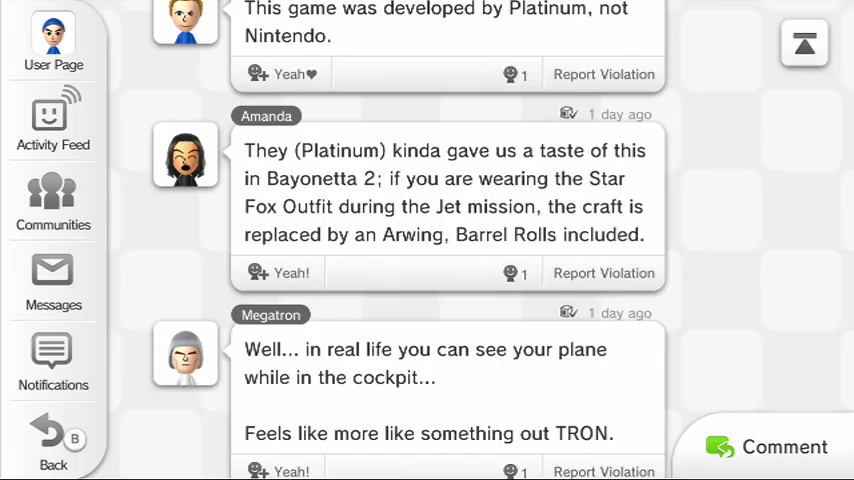 This game was developed by Platinum, not
Nintendo.
Yeah♥
1
Report Violation
User Page
Activity Feed
Communities
Messages
Notifications
B
Back
Amanda
1 day ago
They (Platinum) kinda gave us a taste of this
in Bayonetta 2; if you are wearing the Star
Fox Outfit during the Jet mission, the craft is
replaced by an Arwing, Barrel Rolls included.
Yeah!
1
Report Violation
Megatron
1 day ago
Well... in real life you can see your plane
while in the cockpit...
Feels like more like something out TRON.
Yeah!
1
Report Violation
Comment